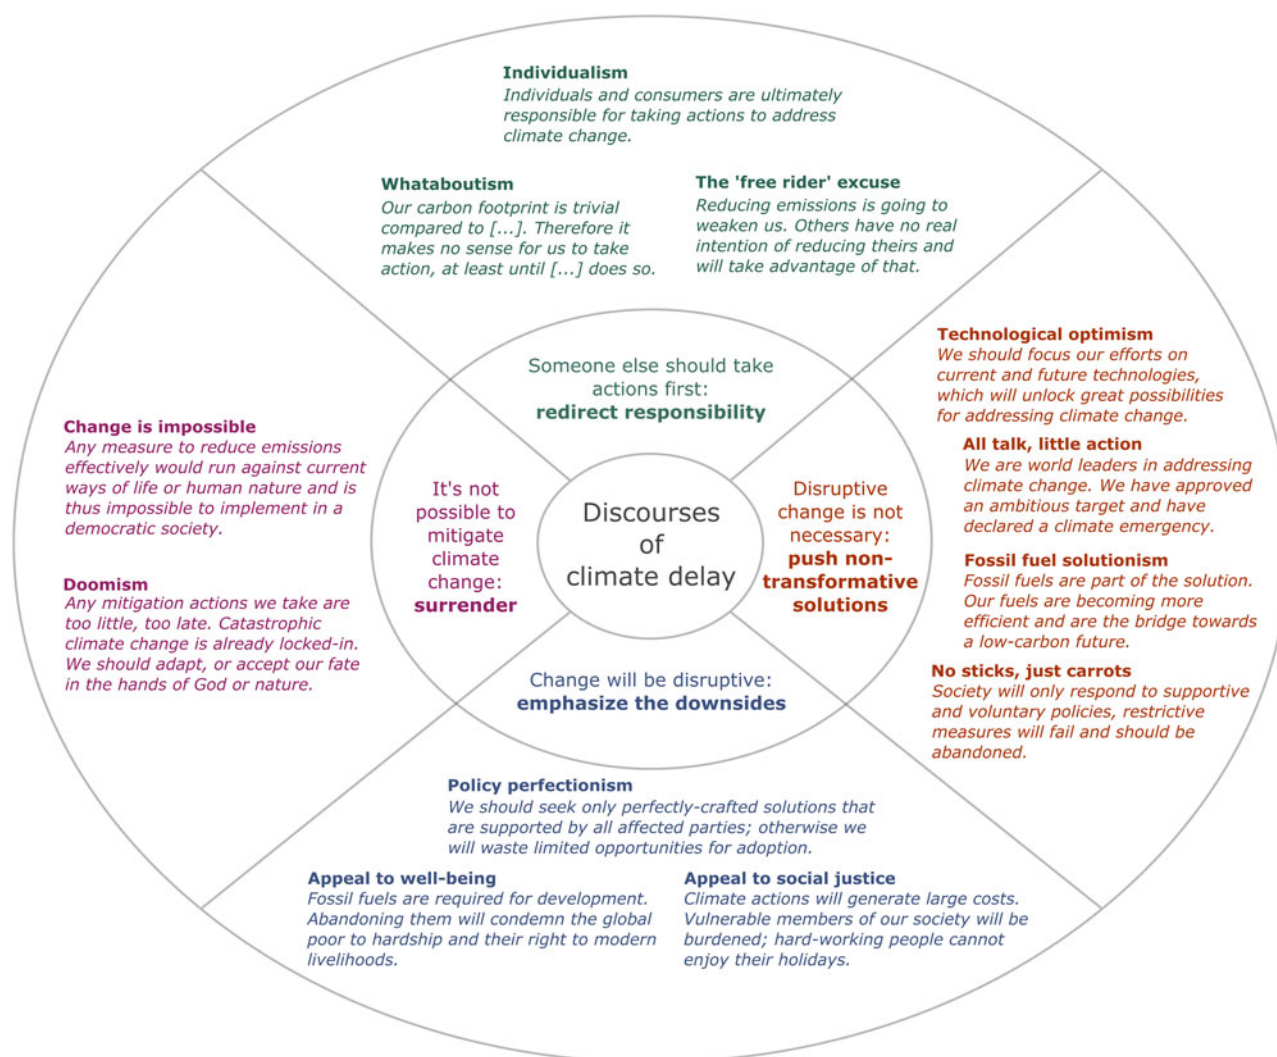 Individualism
Individuals and consumers are ultimately
responsible for taking actions to address
climate change.
Whataboutism
Our carbon footprint is trivial
compared to [...]. Therefore it
makes no sense for us to take
action, at least until [...] does so.
The 'free rider' excuse
Reducing emissions is going to
weaken us. Others have no real
intention of reducing theirs and
will take advantage of that.
Someone else should take
actions first:
redirect responsibility
Technological optimism
We should focus our efforts on
current and future technologies,
which will unlock great possibilities
for addressing climate change.
All talk, little action
We are world leaders in addressing
climate change. We have approved
an ambitious target and have
declared a climate emergency.
Fossil fuel solutionism
Fossil fuels are part of the solution.
Our fuels are becoming more
efficient and are the bridge towards
a low-carbon future.
No sticks, just carrots
Society will only respond to supportive
and voluntary policies, restrictive
measures will fail and should be
abandoned.
Disruptive
change is not
necessary:
push non-
transformative
solutions
Discourses
of
climate delay
It's not
possible to
mitigate
climate
change:
surrender
Change is impossible
Any measure to reduce emissions
effectively would run against current
ways of life or human nature and is
thus impossible to implement in a
democratic society.
Doomism
Any mitigation actions we take are
too little, too late. Catastrophic
climate change is already locked-in.
We should adapt, or accept our fate
in the hands of God or nature.
Change will be disruptive:
emphasize the downsides
Policy perfectionism
We should seek only perfectly-crafted solutions that
are supported by all affected parties; otherwise we
will waste limited opportunities for adoption.
Appeal to well-being
Fossil fuels are required for development.
Abandoning them will condemn the global
poor to hardship and their right to modern
livelihoods.
Appeal to social justice
Climate actions will generate large costs.
Vulnerable members of our society will be
burdened; hard-working people cannot
enjoy their holidays.